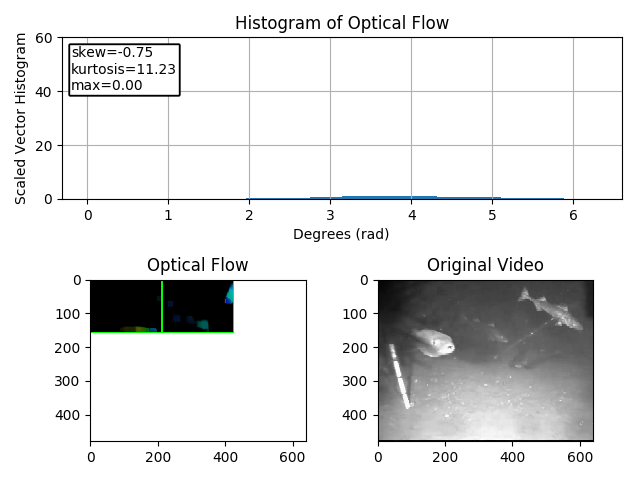 Histogram of Optical Flow
Scaled Vector Histogram
60
40
20
0
skew=-0.75
kurtosis=11.23
max=0.00
0 1 2 3 4 5 6
Degrees (rad)
Optical Flow
0
100
200
300
400
0 200 400 600
Original Video
0
100
200
300
400
0 200 400 600